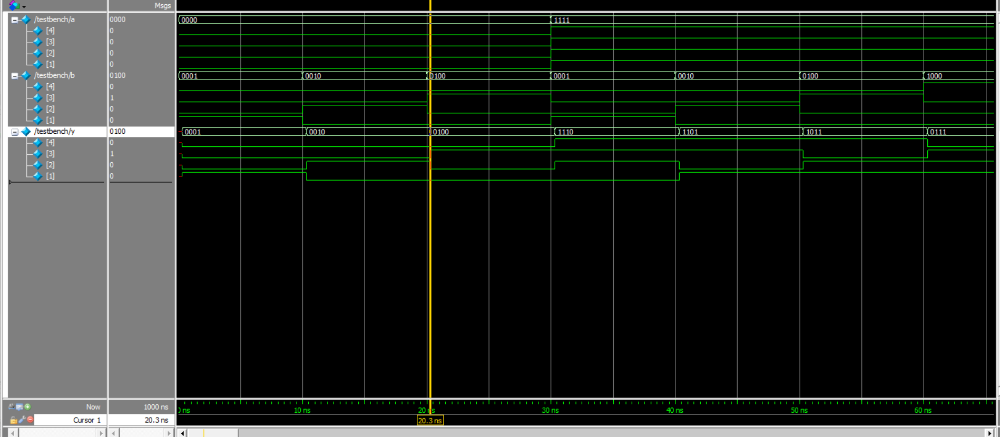 Msgs
/testbench/a 0000 0000 1111
[4] 0
[3] 0
[2] 0
[1] 0
/testbench/b 0100 0001 0010 0100 0001 0010 0100 1000
[4] 0
[3] 1
[2] 0
[1] 0
/testbench/y 0100 0001 0010 0100 1110 1101 1011 0111
[4] 0
[3] 1
[2] 0
[1] 0
Now 1000 ns 0 ns 10 ns 20 ns 30 ns 40 ns 50 ns 60 ns
Cursor 1 20.3 ns 20.3 ns